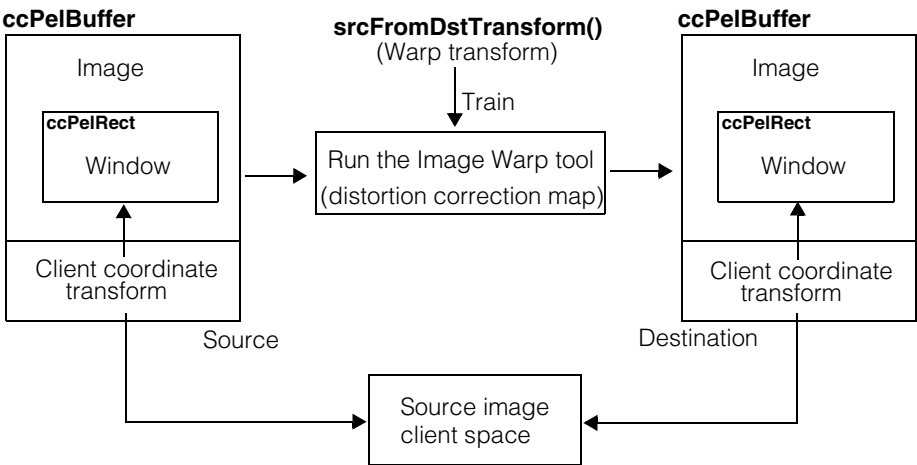 ccPelBuffer
Image
ccPelRect
Window
Client coordinate
transform
Source
srcFromDstTransform()
(Warp transform)
Train
Run the Image Warp tool
(distortion correction map)
ccPelBuffer
Image
ccPelRect
Window
Client coordinate
transform
Destination
Source image
client space